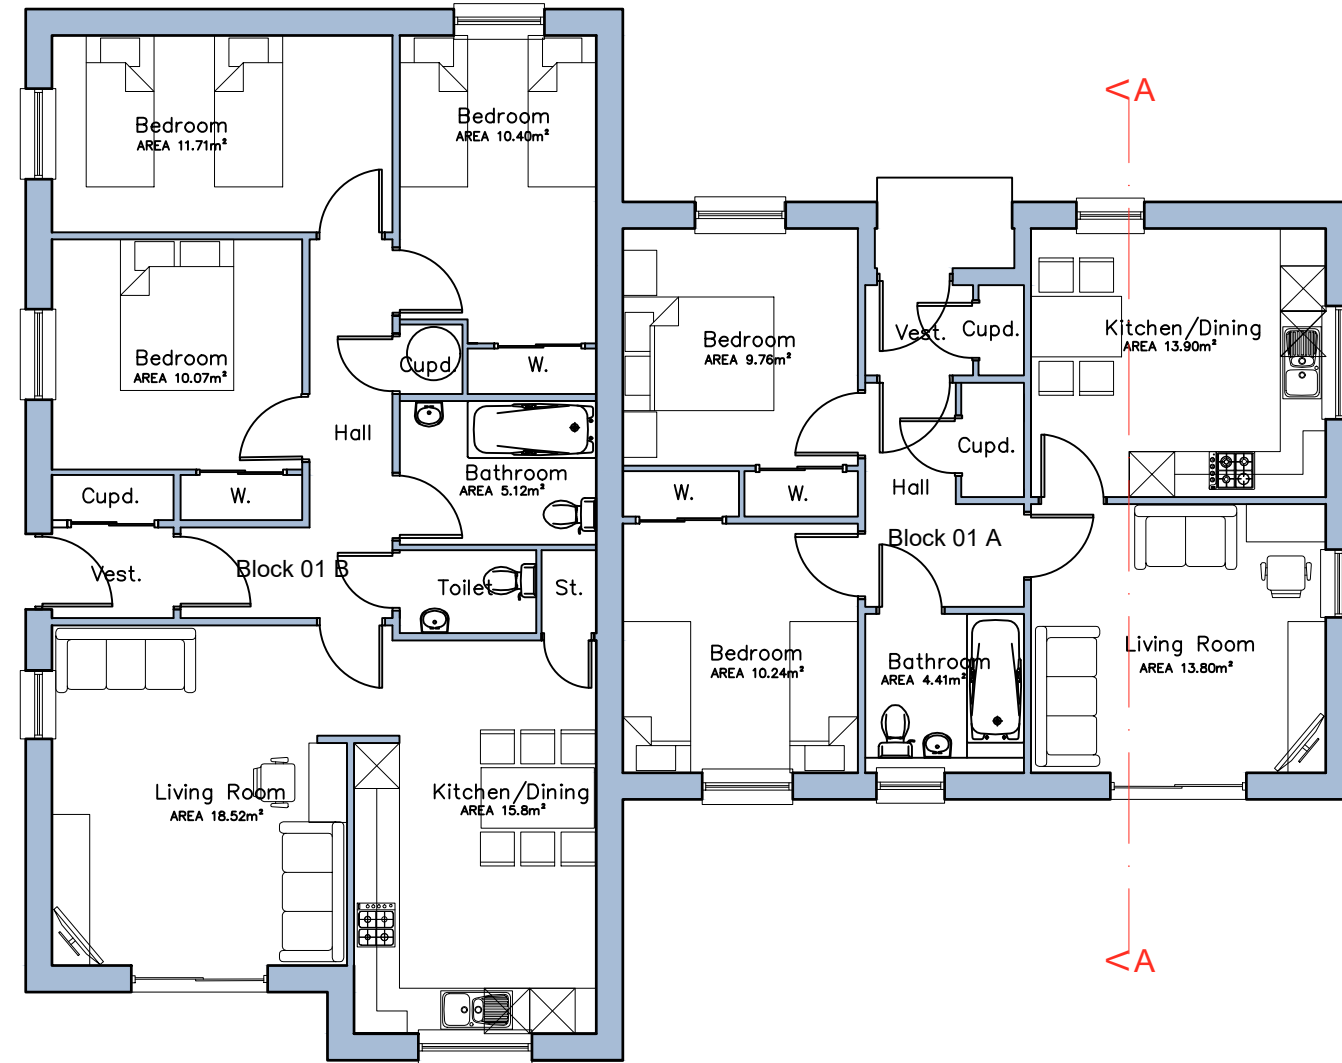 A
Bedroom
AREA 11.71m²
Bedroom
AREA 10.40m²
Bedroom
AREA 10.07m²
Cupd.
W.
Hall
Cupd.
W.
Bathroom
AREA 5.12m²
Vest.
Block 01 B
Toilet
St.
Living Room
AREA 18.52m²
Kitchen/Dining
AREA 15.8m²
Bedroom
AREA 9.76m²
Vest.
Cupd.
Kitchen/Dining
AREA 13.90m²
Cupd.
W.
W.
Hall
Block 01 A
Bedroom
AREA 10.24m²
Bathroom
AREA 4.41m²
Living Room
AREA 13.80m²
A